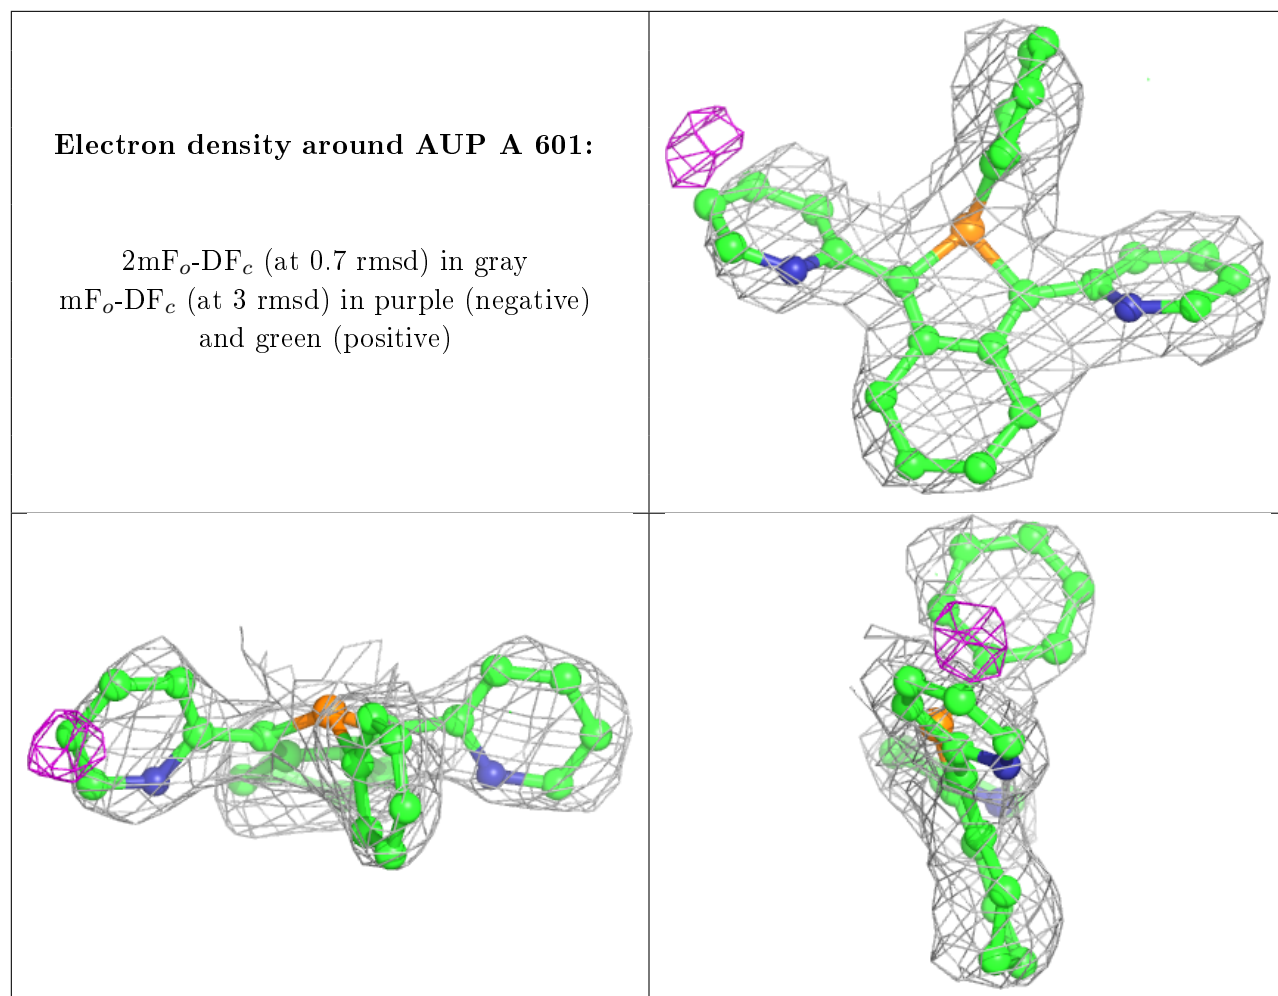 Electron density around AUP A 601:
2mFo-DFc (at 0.7 rmsd) in gray
mFo-DFc (at 3 rmsd) in purple (negative)
and green (positive)